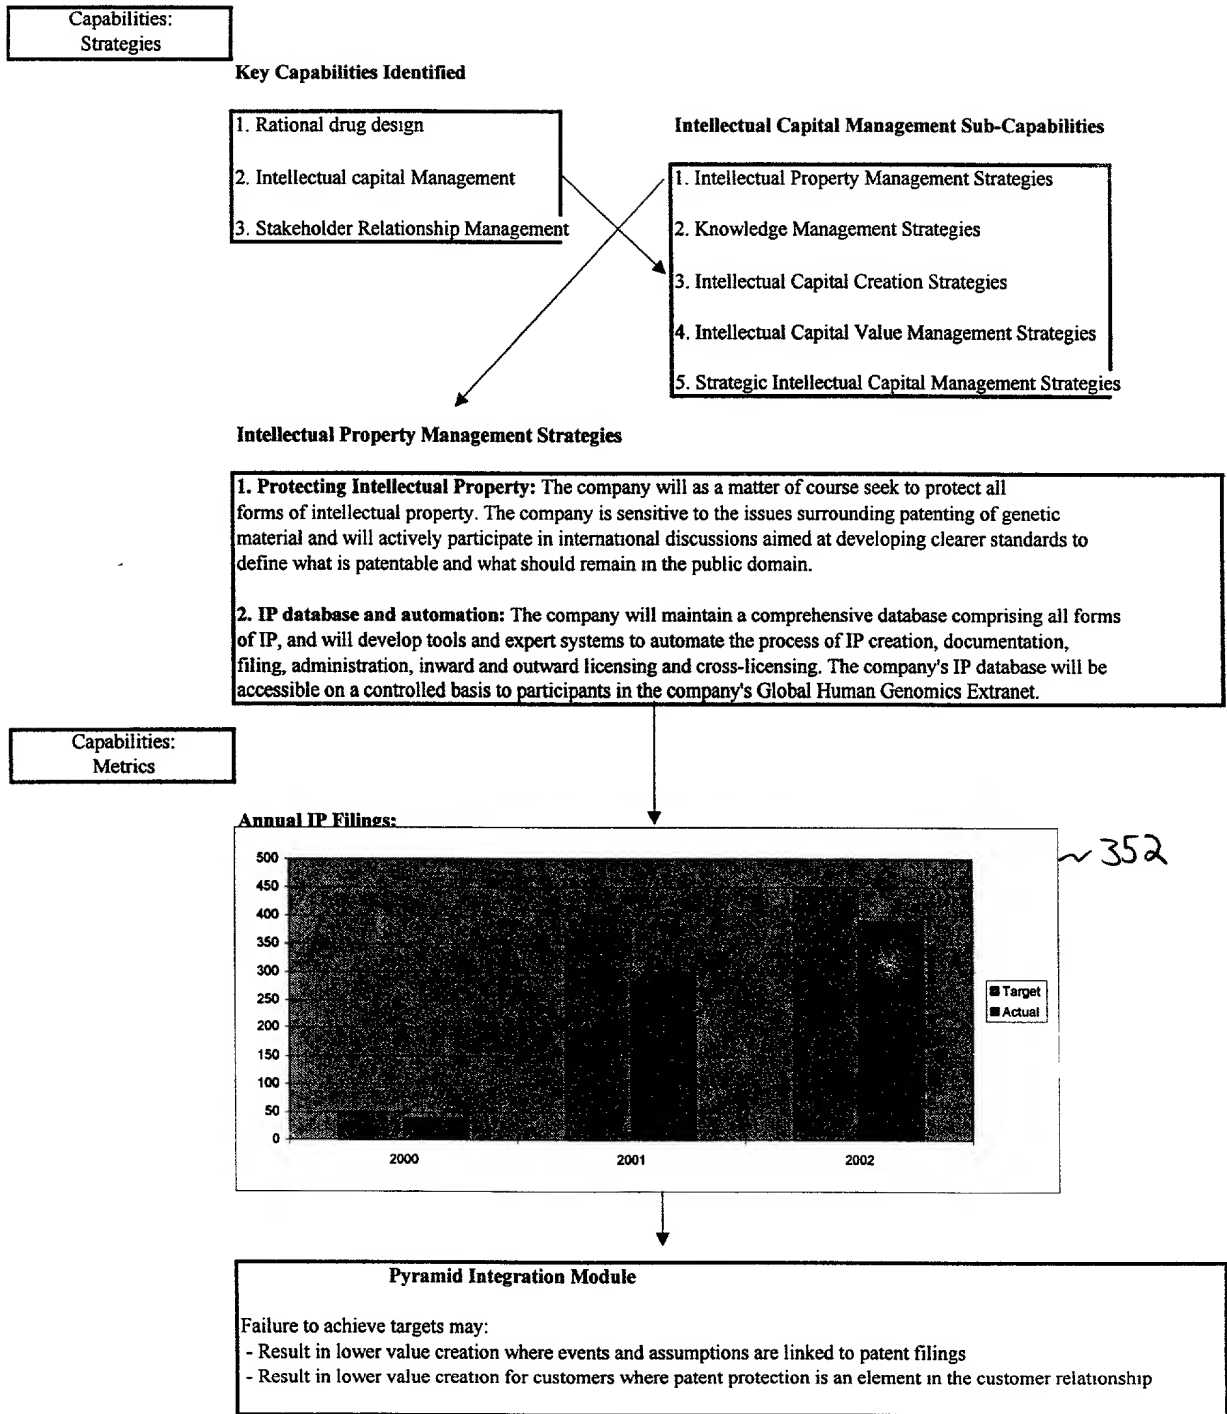 Capabilities:
Strategies
Key Capabilities Identified
1. Rational drug design
2. Intellectual capital Management
3. Stakeholder Relationship Management
Intellectual Capital Management Sub-Capabilities
1. Intellectual Property Management Strategies
2. Knowledge Management Strategies
3. Intellectual Capital Creation Strategies
4. Intellectual Capital Value Management Strategies
5. Strategic Intellectual Capital Management Strategies
Intellectual Property Management Strategies
1. Protecting Intellectual Property: The company will as a matter of course seek to protect all
forms of intellectual property. The company is sensitive to the issues surrounding patenting of genetic
material and will actively participate in international discussions aimed at developing clearer standards to
define what is patentable and what should remain in the public domain.
2. IP database and automation: The company will maintain a comprehensive database comprising all forms
of IP, and will develop tools and expert systems to automate the process of IP creation, documentation,
filing, administration, inward and outward licensing and cross-licensing. The company's IP database will be
accessible on a controlled basis to participants in the company's Global Human Genomics Extranet.
Capabilities:
Metrics
Annual IP Filings:
~352
500
450
400
350
300
250
200
150
100
50
0
2000
2001
2002
Target
Actual
Pyramid Integration Module
Failure to achieve targets may:
- Result in lower value creation where events and assumptions are linked to patent filings
- Result in lower value creation for customers where patent protection is an element in the customer relationship